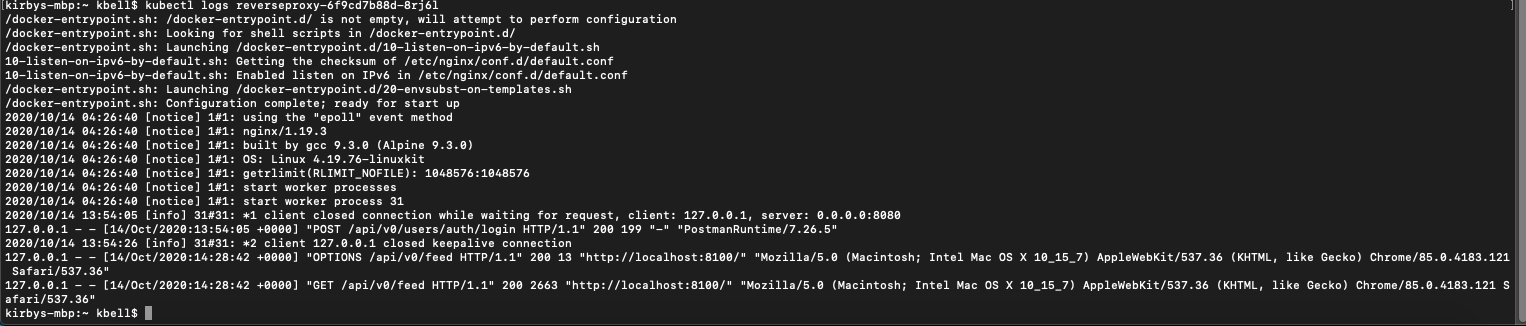 [kirbys-mbp:~ kbell$ kubectl logs reverseproxy-6f9cd7b88d-8rj6l ]
/docker-entrypoint.sh: /docker-entrypoint.d/ is not empty, will attempt to perform configuration
/docker-entrypoint.sh: Looking for shell scripts in /docker-entrypoint.d/
/docker-entrypoint.sh: Launching /docker-entrypoint.d/10-listen-on-ipv6-by-default.sh
10-listen-on-ipv6-by-default.sh: Getting the checksum of /etc/nginx/conf.d/default.conf
10-listen-on-ipv6-by-default.sh: Enabled listen on IPv6 in /etc/nginx/conf.d/default.conf
/docker-entrypoint.sh: Launching /docker-entrypoint.d/20-envsubst-on-templates.sh
/docker-entrypoint.sh: Configuration complete; ready for start up
2020/10/14 04:26:40 [notice] 1#1: using the "epoll" event method
2020/10/14 04:26:40 [notice] 1#1: nginx/1.19.3
2020/10/14 04:26:40 [notice] 1#1: built by gcc 9.3.0 (Alpine 9.3.0)
2020/10/14 04:26:40 [notice] 1#1: OS: Linux 4.19.76-linuxkit
2020/10/14 04:26:40 [notice] 1#1: getrlimit(RLIMIT_NOFILE): 1048576:1048576
2020/10/14 04:26:40 [notice] 1#1: start worker processes
2020/10/14 04:26:40 [notice] 1#1: start worker process 31
2020/10/14 13:54:05 [info] 31#31: *1 client closed connection while waiting for request, client: 127.0.0.1, server: 0.0.0.0:8080
127.0.0.1 - - [14/Oct/2020:13:54:05 +0000] "POST /api/v0/users/auth/login HTTP/1.1" 200 199 "-" "PostmanRuntime/7.26.5"
2020/10/14 13:54:26 [info] 31#31: *2 client 127.0.0.1 closed keepalive connection
127.0.0.1 - - [14/Oct/2020:14:28:42 +0000] "OPTIONS /api/v0/feed HTTP/1.1" 200 13 "http://localhost:8100/" "Mozilla/5.0 (Macintosh; Intel Mac OS X 10_15_7) AppleWebKit/537.36 (KHTML, like Gecko) Chrome/85.0.4183.121
 Safari/537.36"
127.0.0.1 - - [14/Oct/2020:14:28:42 +0000] "GET /api/v0/feed HTTP/1.1" 200 2663 "http://localhost:8100/" "Mozilla/5.0 (Macintosh; Intel Mac OS X 10_15_7) AppleWebKit/537.36 (KHTML, like Gecko) Chrome/85.0.4183.121 S
afari/537.36"
kirbys-mbp:~ kbell$